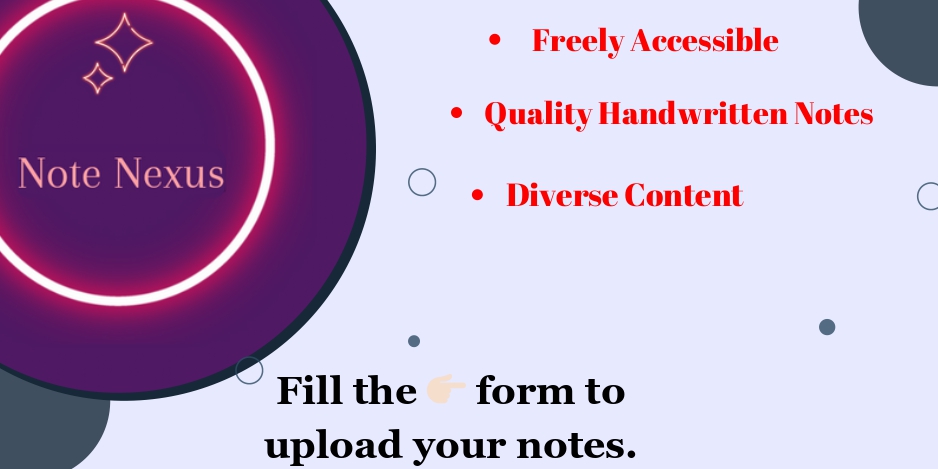 Note Nexus
• Freely Accessible
• Quality Handwritten Notes
• Diverse Content
Fill the 👉 form to
upload your notes.